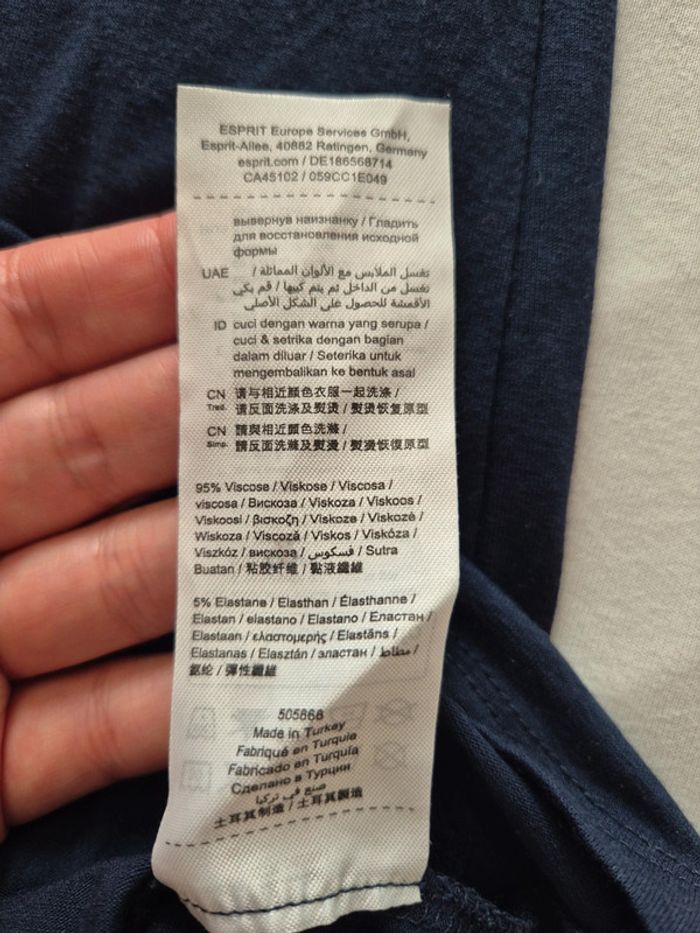 ESPRIT Europe Services GmbH,
Esprit-Allee, 40882 Ratingen, Germany
esprit.com / DE186568714
CA45102 / 059CC1E049
вывернув наизнанку / Гладить
для восстановления исходной
формы
UAE تغسل الملابس مع الألوان المماثلة /
تغسل من الداخل ثم يتم كيها / قم بكي
الأقمشة للحصول على الشكل الأصلي
ID cuci dengan warna yang serupa /
cuci & setrika dengan bagian
dalam diluar / Seterika untuk
mengembalikan ke bentuk asal
CN 请与相近颜色衣服一起洗涤 /
Trad. 请反面洗涤及熨烫 / 熨烫恢复原型
CN 請與相近顏色洗滌 /
Simp. 請反面洗滌及熨燙 / 熨燙恢復原型
95% Viscose / Viskose / Viscosa /
viscosa / Вискоза / Viskoza / Viskoos /
Viskoosi / βισκοζη / Viskoze / Viskozė /
Wiskoza / Viscoză / Viskos / Viskóza /
Viszkóz / вискоза / فسكوس / Sutra
Buatan / 粘胶纤维 / 黏液纖維
5% Elastane / Elasthan / Élasthanne /
Elastan / elastano / Elastano / Еластан /
Elastaan / ελαστομερής / Elastāns /
Elastanas / Elasztán / эластан / مطاط /
氨纶 / 彈性纖維
505868
Made in Turkey
Fabriqué en Turquie
Fabricado en Turquía
Сделано в Турции
صنع في تركيا
土耳其制造 / 土耳其製造